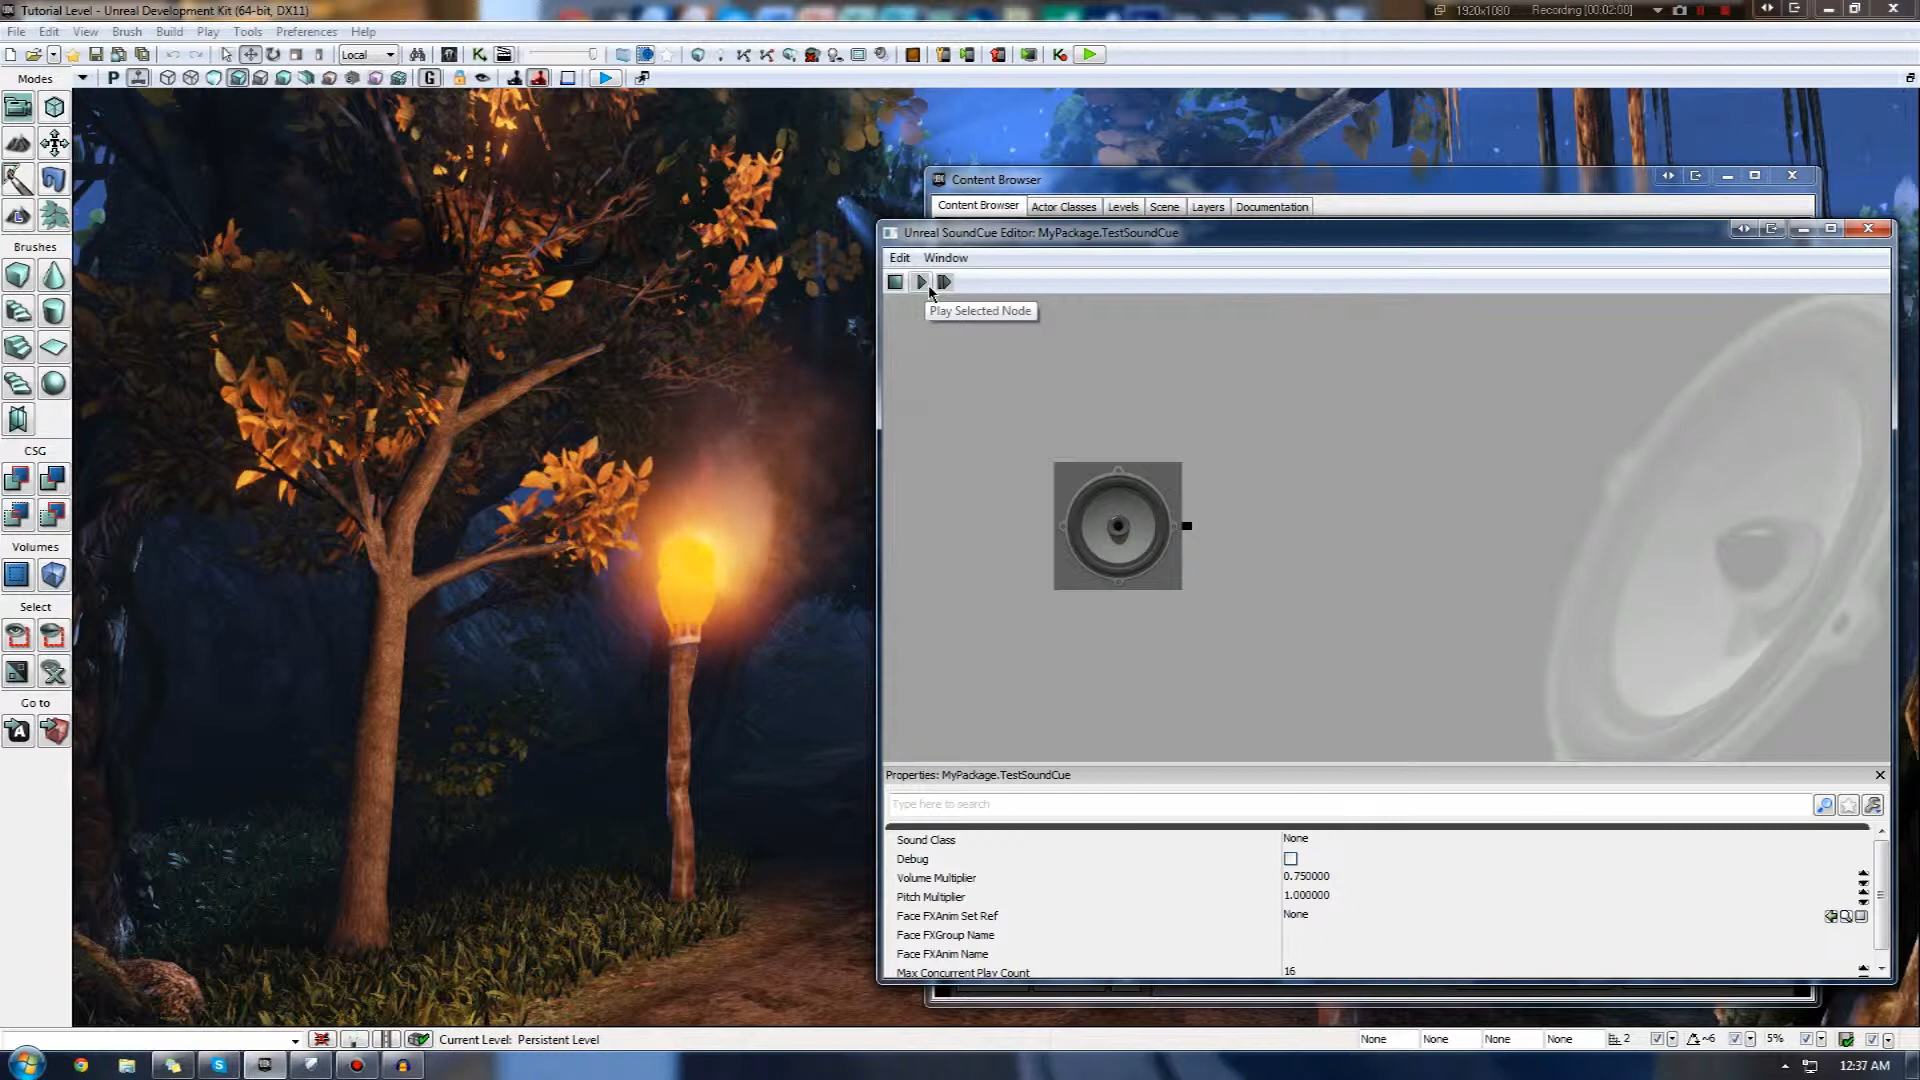 Tutorial Level - Unreal Development Kit (64-bit, DX11)
1920x1080 Recording [00:02:00]
File Edit View Brush Build Play Tools Preferences Help
Local
Modes
P
G
Content Browser
Content Browser Actor Classes Levels Scene Layers Documentation
Unreal SoundCue Editor: MyPackage.TestSoundCue
Edit Window
Play Selected Node
Brushes
CSG
Volumes
Select
Go to
Properties: MyPackage.TestSoundCue
Type here to search
Sound Class None
Debug
Volume Multiplier 0.750000
Pitch Multiplier 1.000000
Face FXAnim Set Ref None
Face FXGroup Name
Face FXAnim Name
Max Concurrent Play Count 16
Current Level: Persistent Level
None None None None 2 ~6 5%
12:37 AM